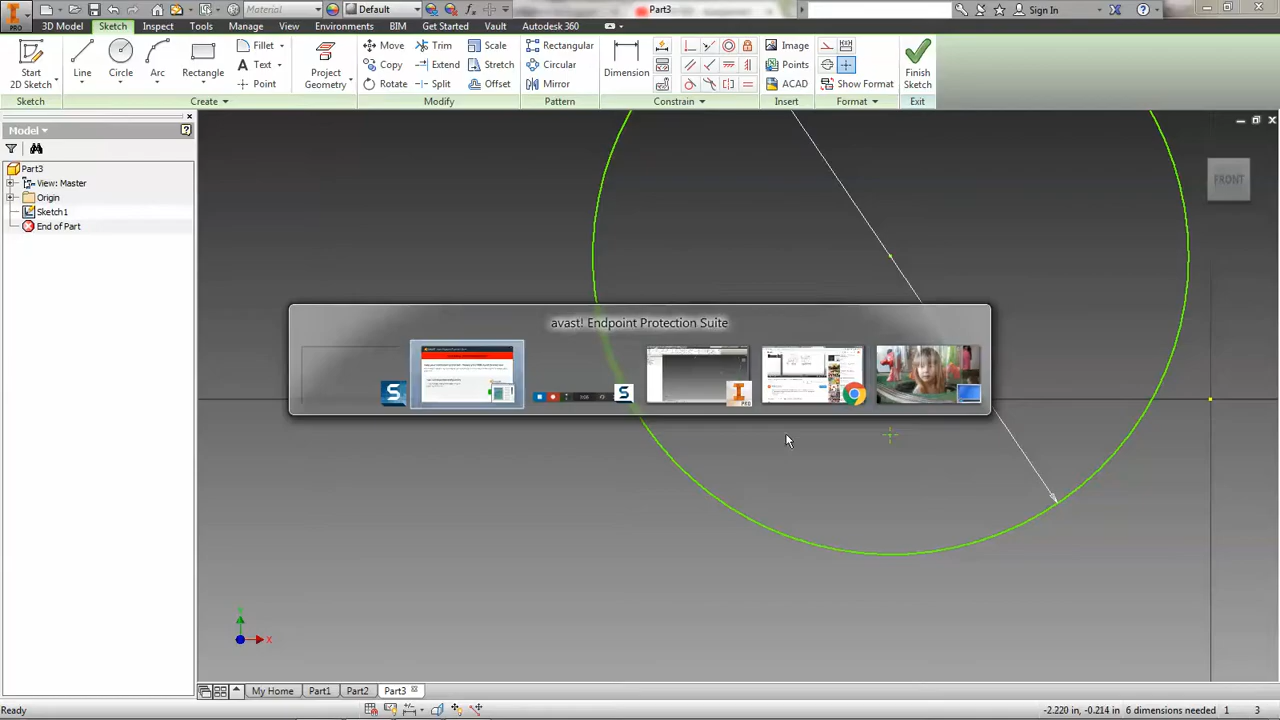 Material
Default
Part3
Sign In
PRO
3D Model Sketch Inspect Tools Manage View Environments BIM Get Started Vault Autodesk 360
Start
2D Sketch
Line
Circle
Arc
Rectangle
Fillet
Text
Point
Project
Geometry
Move
Copy
Rotate
Trim
Extend
Split
Scale
Stretch
Offset
Rectangular
Circular
Mirror
Dimension
Image
Points
ACAD
Show Format
Finish
Sketch
Sketch Create Modify Pattern Constrain Insert Format Exit
Model
Part3
View: Master
Origin
Sketch1
End of Part
FRONT
avast! Endpoint Protection Suite
S
S
I
PRO
Y
X
My Home Part1 Part2 Part3
Ready
-2.220 in, -0.214 in 6 dimensions needed 1 3